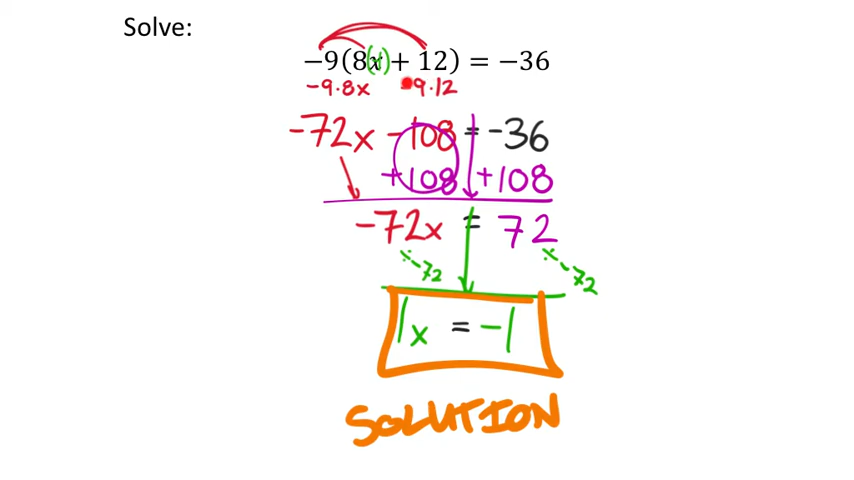 Solve:
−9(8x + 12) = −36
-9·8x -9·12
-72x -108 = -36
+108 +108
-72x = 72
÷-72 ÷-72
1x = -1
SOLUTION